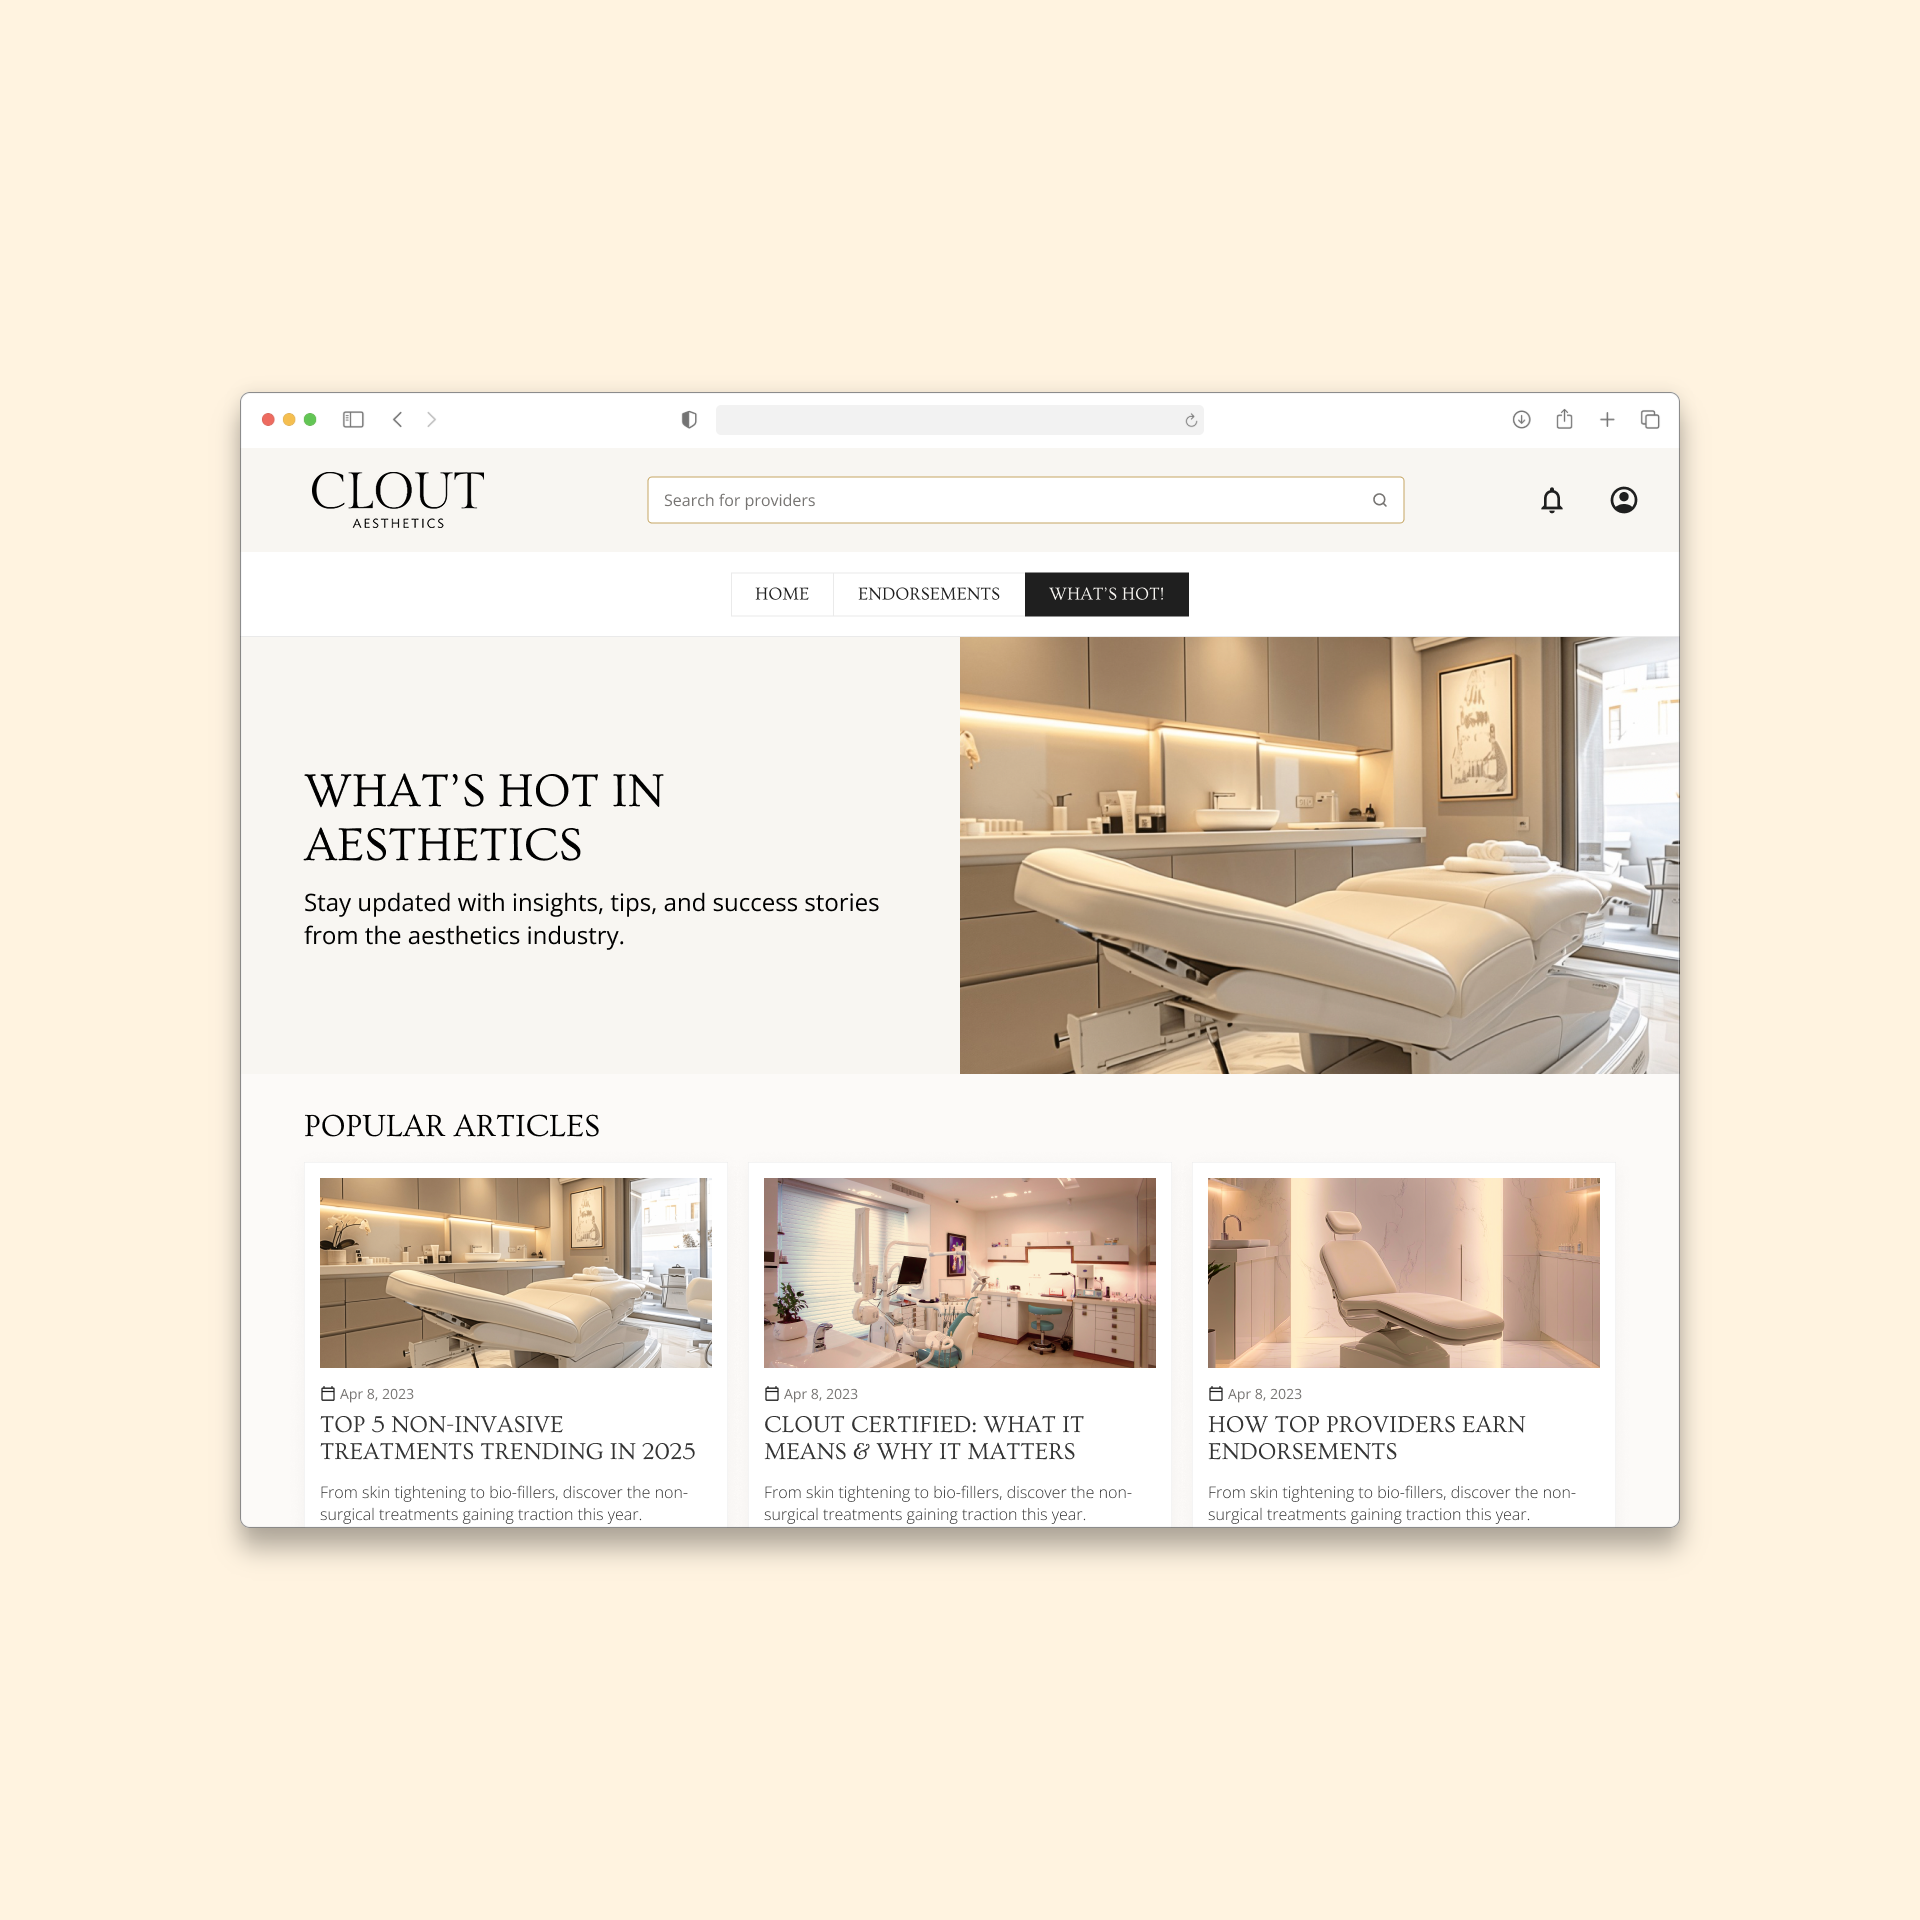 CLOUT
AESTHETICS
Search for providers
HOME
ENDORSEMENTS
WHAT’S HOT!
WHAT’S HOT IN
AESTHETICS
Stay updated with insights, tips, and success stories
from the aesthetics industry.
POPULAR ARTICLES
Apr 8, 2023
TOP 5 NON-INVASIVE
TREATMENTS TRENDING IN 2025
From skin tightening to bio-fillers, discover the non-
surgical treatments gaining traction this year.
Apr 8, 2023
CLOUT CERTIFIED: WHAT IT
MEANS & WHY IT MATTERS
From skin tightening to bio-fillers, discover the non-
surgical treatments gaining traction this year.
Apr 8, 2023
HOW TOP PROVIDERS EARN
ENDORSEMENTS
From skin tightening to bio-fillers, discover the non-
surgical treatments gaining traction this year.